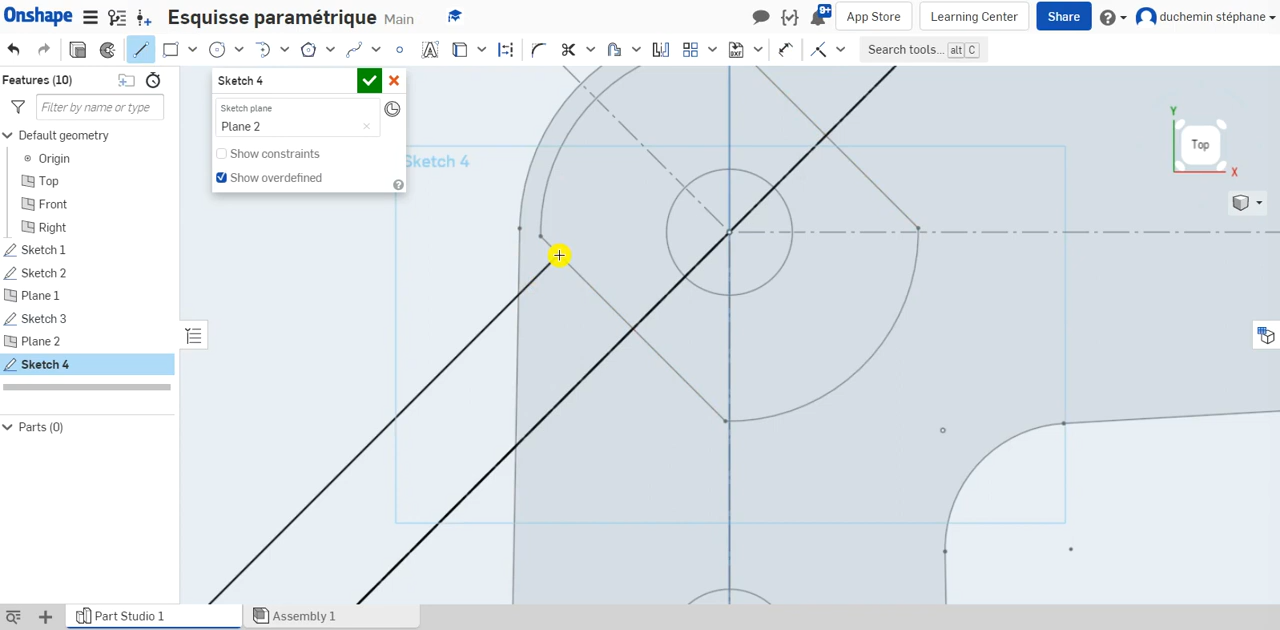 Onshape
Esquisse paramétrique Main
9+
App Store
Learning Center
Share
duchemin stéphane
Search tools... alt C
Features (10)
Filter by name or type
Default geometry
Origin
Top
Front
Right
Sketch 1
Sketch 2
Plane 1
Sketch 3
Plane 2
Sketch 4
Parts (0)
Sketch 4
Sketch plane
Plane 2
Show constraints
Show overdefined
Sketch 4
Y
Top
X
Part Studio 1
Assembly 1